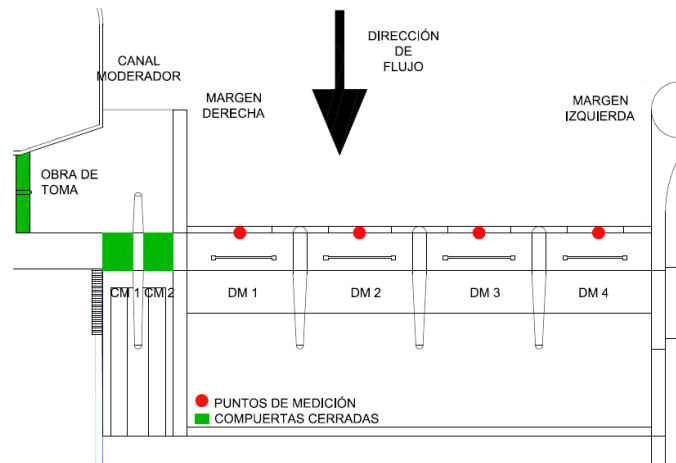 CANAL
MODERADOR
DIRECCIÓN
DE
FLUJO
MARGEN
DERECHA
MARGEN
IZQUIERDA
OBRA DE
TOMA
CM 1 CM 2
DM 1
DM 2
DM 3
DM 4
PUNTOS DE MEDICIÓN
COMPUERTAS CERRADAS